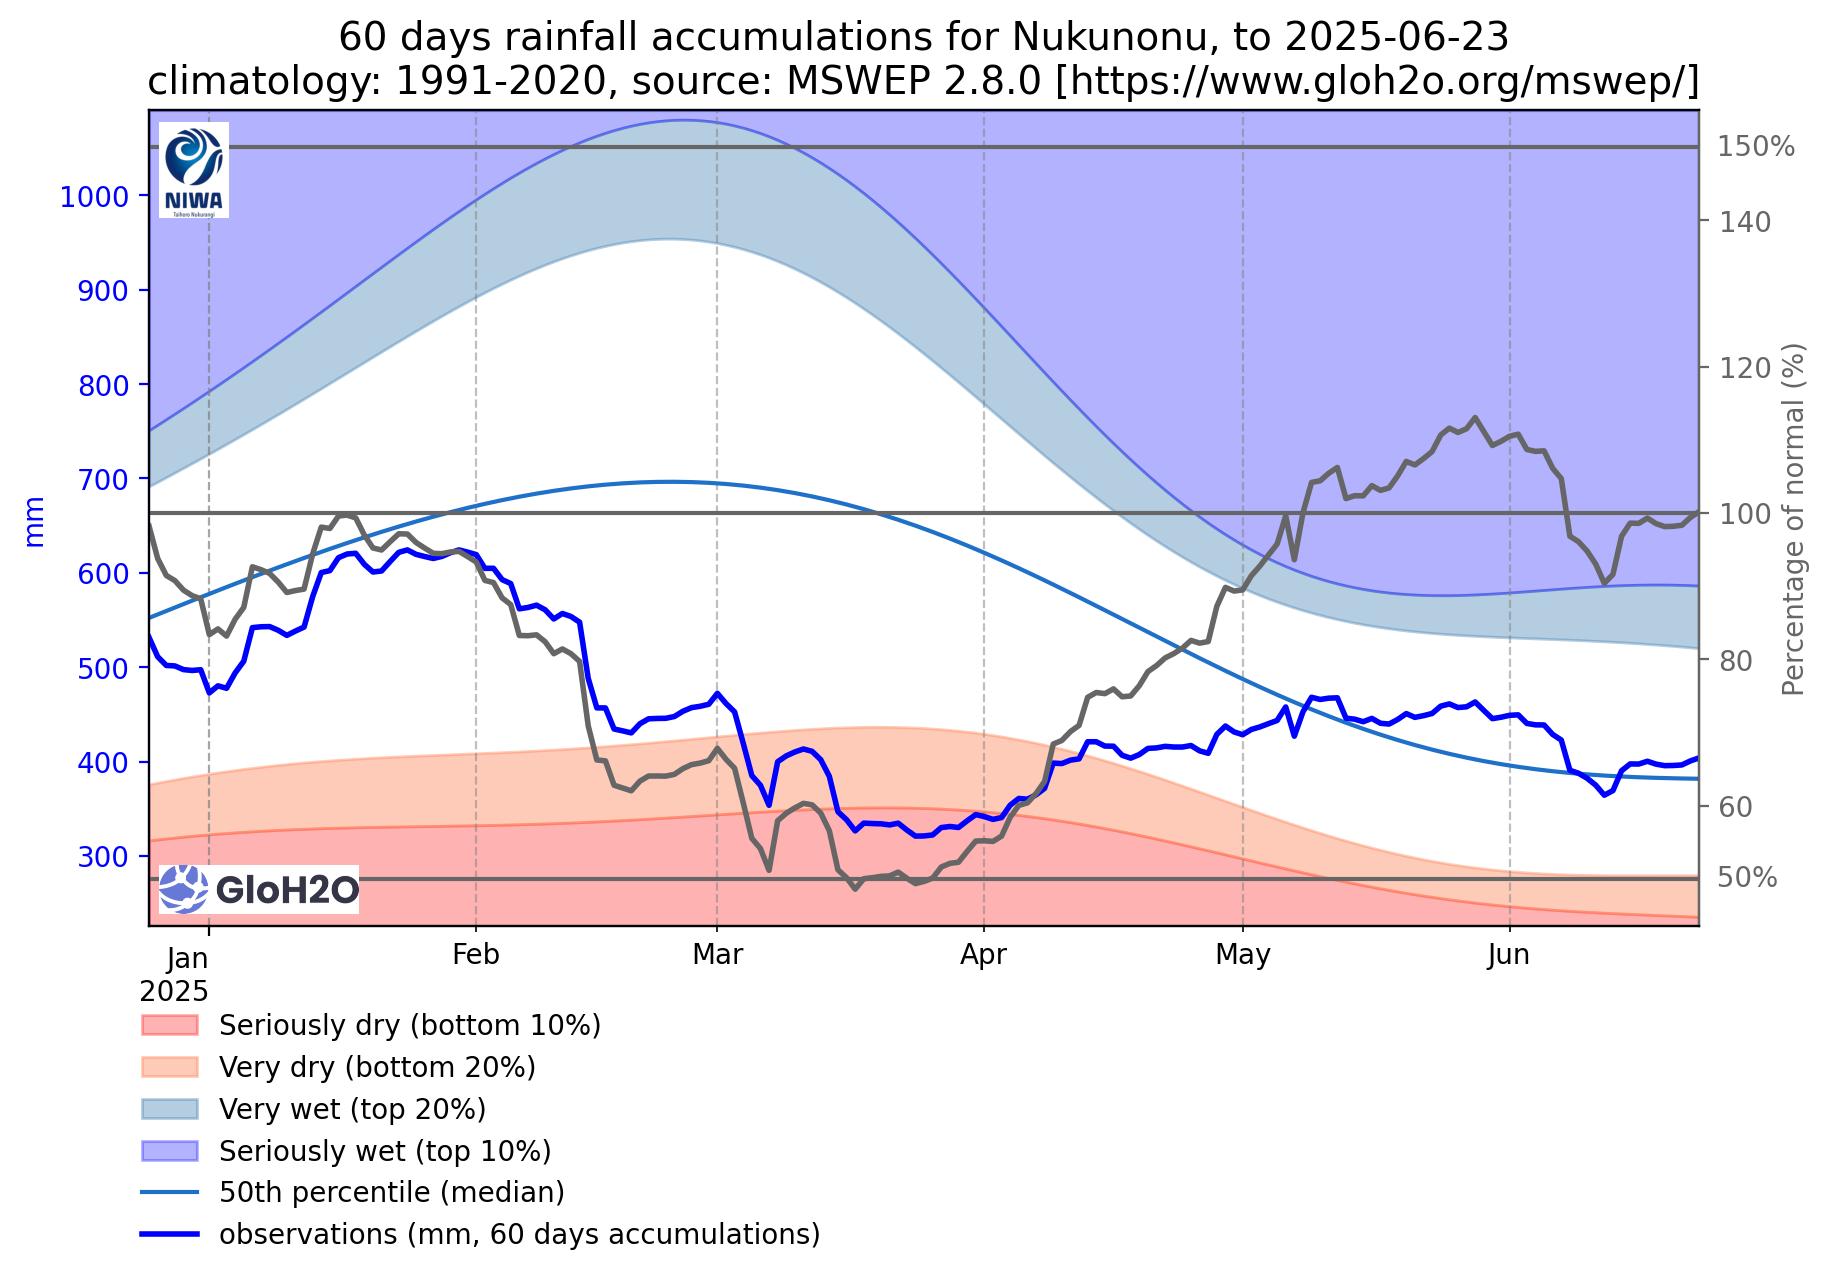 60 days rainfall accumulations for Nukunonu, to 2025-06-23
climatology: 1991-2020, source: MSWEP 2.8.0 [https://www.gloh2o.org/mswep/]
NIWA
Taihoro Nukurangi
1000
900
800
700
600
500
400
300
mm
150%
140
120
100
80
60
50%
Percentage of normal (%)
GloH2O
Jan
2025
Feb
Mar
Apr
May
Jun
Seriously dry (bottom 10%)
Very dry (bottom 20%)
Very wet (top 20%)
Seriously wet (top 10%)
50th percentile (median)
observations (mm, 60 days accumulations)